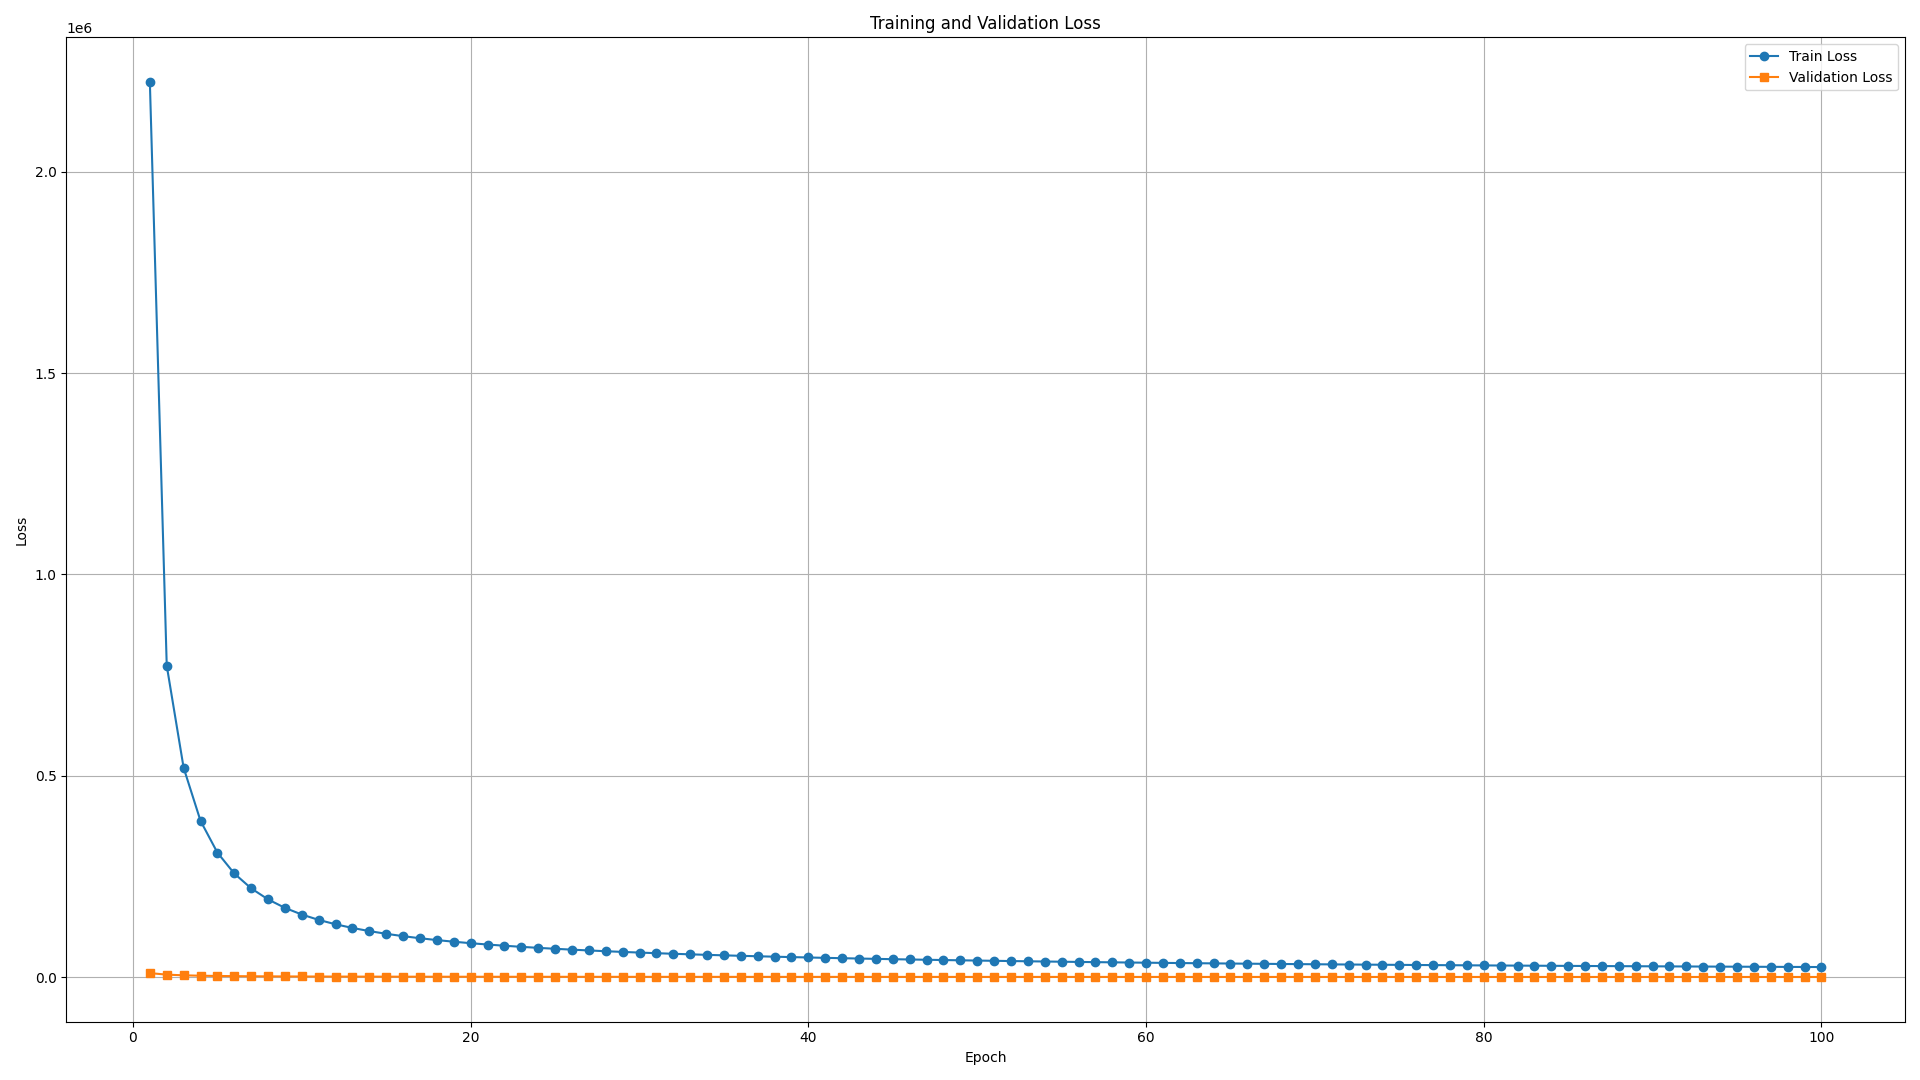 Training and Validation Loss
1e6
Train Loss
Validation Loss
2.0
1.5
1.0
0.5
0.0
Loss
0 20 40 60 80 100
Epoch